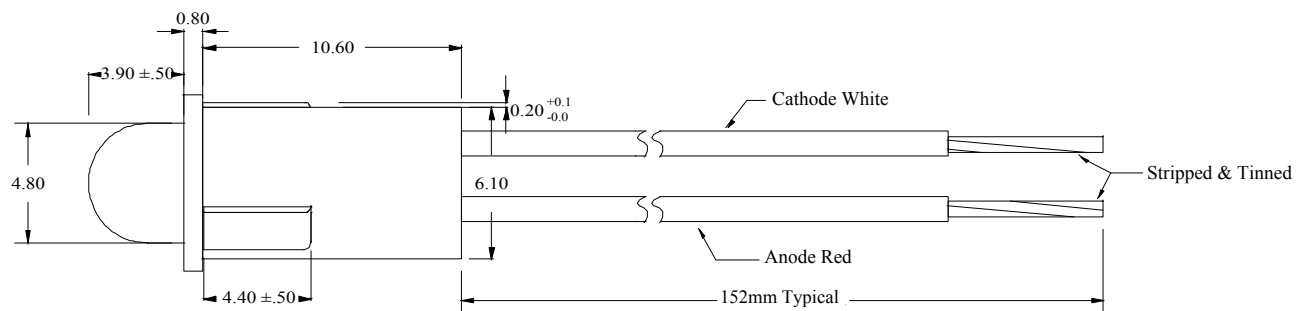 0.80
10.60
3.90 ±.50
0.20 +0.1 -0.0
Cathode White
4.80
6.10
Stripped & Tinned
Anode Red
4.40 ±.50
152mm Typical